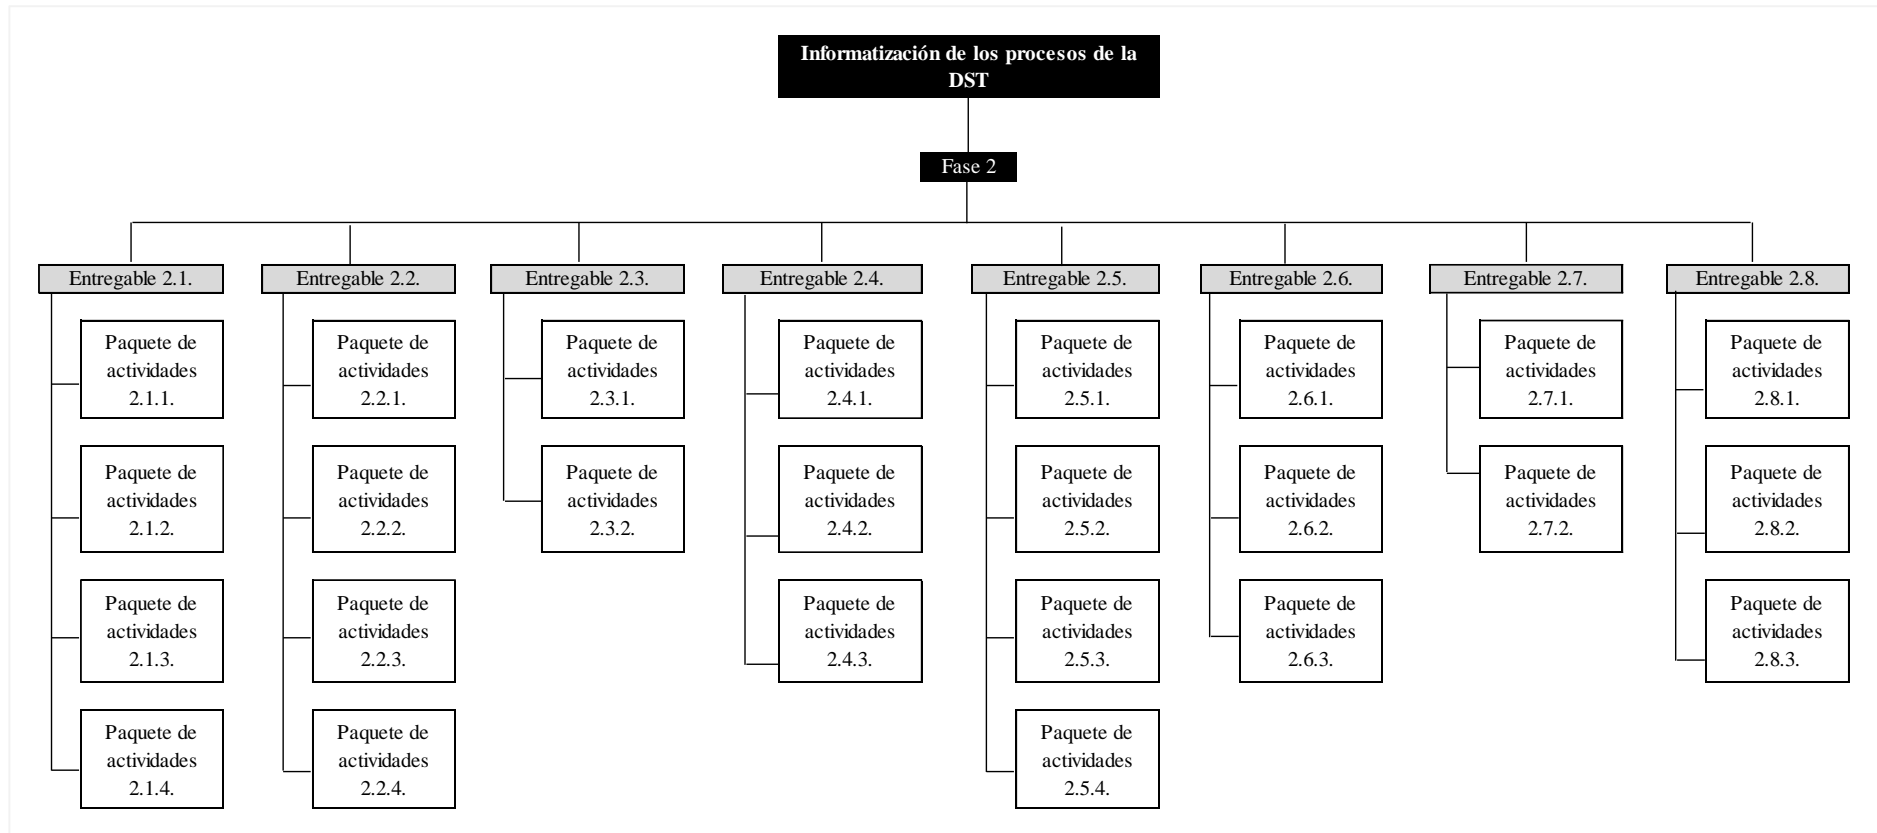 Informatización de los procesos de la
DST
Fase 2
Entregable 2.1.
Paquete de
actividades
2.1.1.
Paquete de
actividades
2.1.2.
Paquete de
actividades
2.1.3.
Paquete de
actividades
2.1.4.
Entregable 2.2.
Paquete de
actividades
2.2.1.
Paquete de
actividades
2.2.2.
Paquete de
actividades
2.2.3.
Paquete de
actividades
2.2.4.
Entregable 2.3.
Paquete de
actividades
2.3.1.
Paquete de
actividades
2.3.2.
Entregable 2.4.
Paquete de
actividades
2.4.1.
Paquete de
actividades
2.4.2.
Paquete de
actividades
2.4.3.
Entregable 2.5.
Paquete de
actividades
2.5.1.
Paquete de
actividades
2.5.2.
Paquete de
actividades
2.5.3.
Paquete de
actividades
2.5.4.
Entregable 2.6.
Paquete de
actividades
2.6.1.
Paquete de
actividades
2.6.2.
Paquete de
actividades
2.6.3.
Entregable 2.7.
Paquete de
actividades
2.7.1.
Paquete de
actividades
2.7.2.
Entregable 2.8.
Paquete de
actividades
2.8.1.
Paquete de
actividades
2.8.2.
Paquete de
actividades
2.8.3.